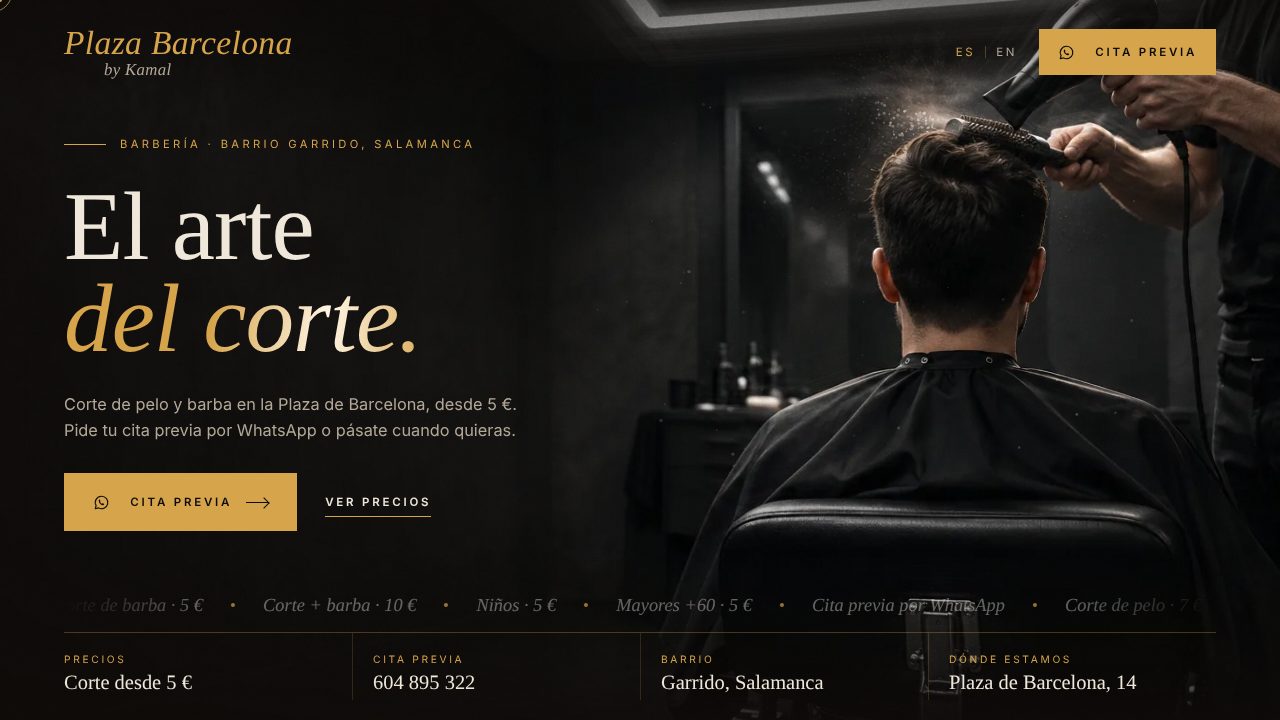 Plaza Barcelona
by Kamal
ES | EN
CITA PREVIA
BARBERÍA · BARRIO GARRIDO, SALAMANCA
El arte
del corte.
Corte de pelo y barba en la Plaza de Barcelona, desde 5 €.
Pide tu cita previa por WhatsApp o pásate cuando quieras.
CITA PREVIA
VER PRECIOS
de barba · 5 € • Corte + barba · 10 € • Niños · 5 € • Mayores +60 · 5 € • Cita previa por WhatsApp • Corte de pelo · 7 €
PRECIOS
Corte desde 5 €
CITA PREVIA
604 895 322
BARRIO
Garrido, Salamanca
DÓNDE ESTAMOS
Plaza de Barcelona, 14